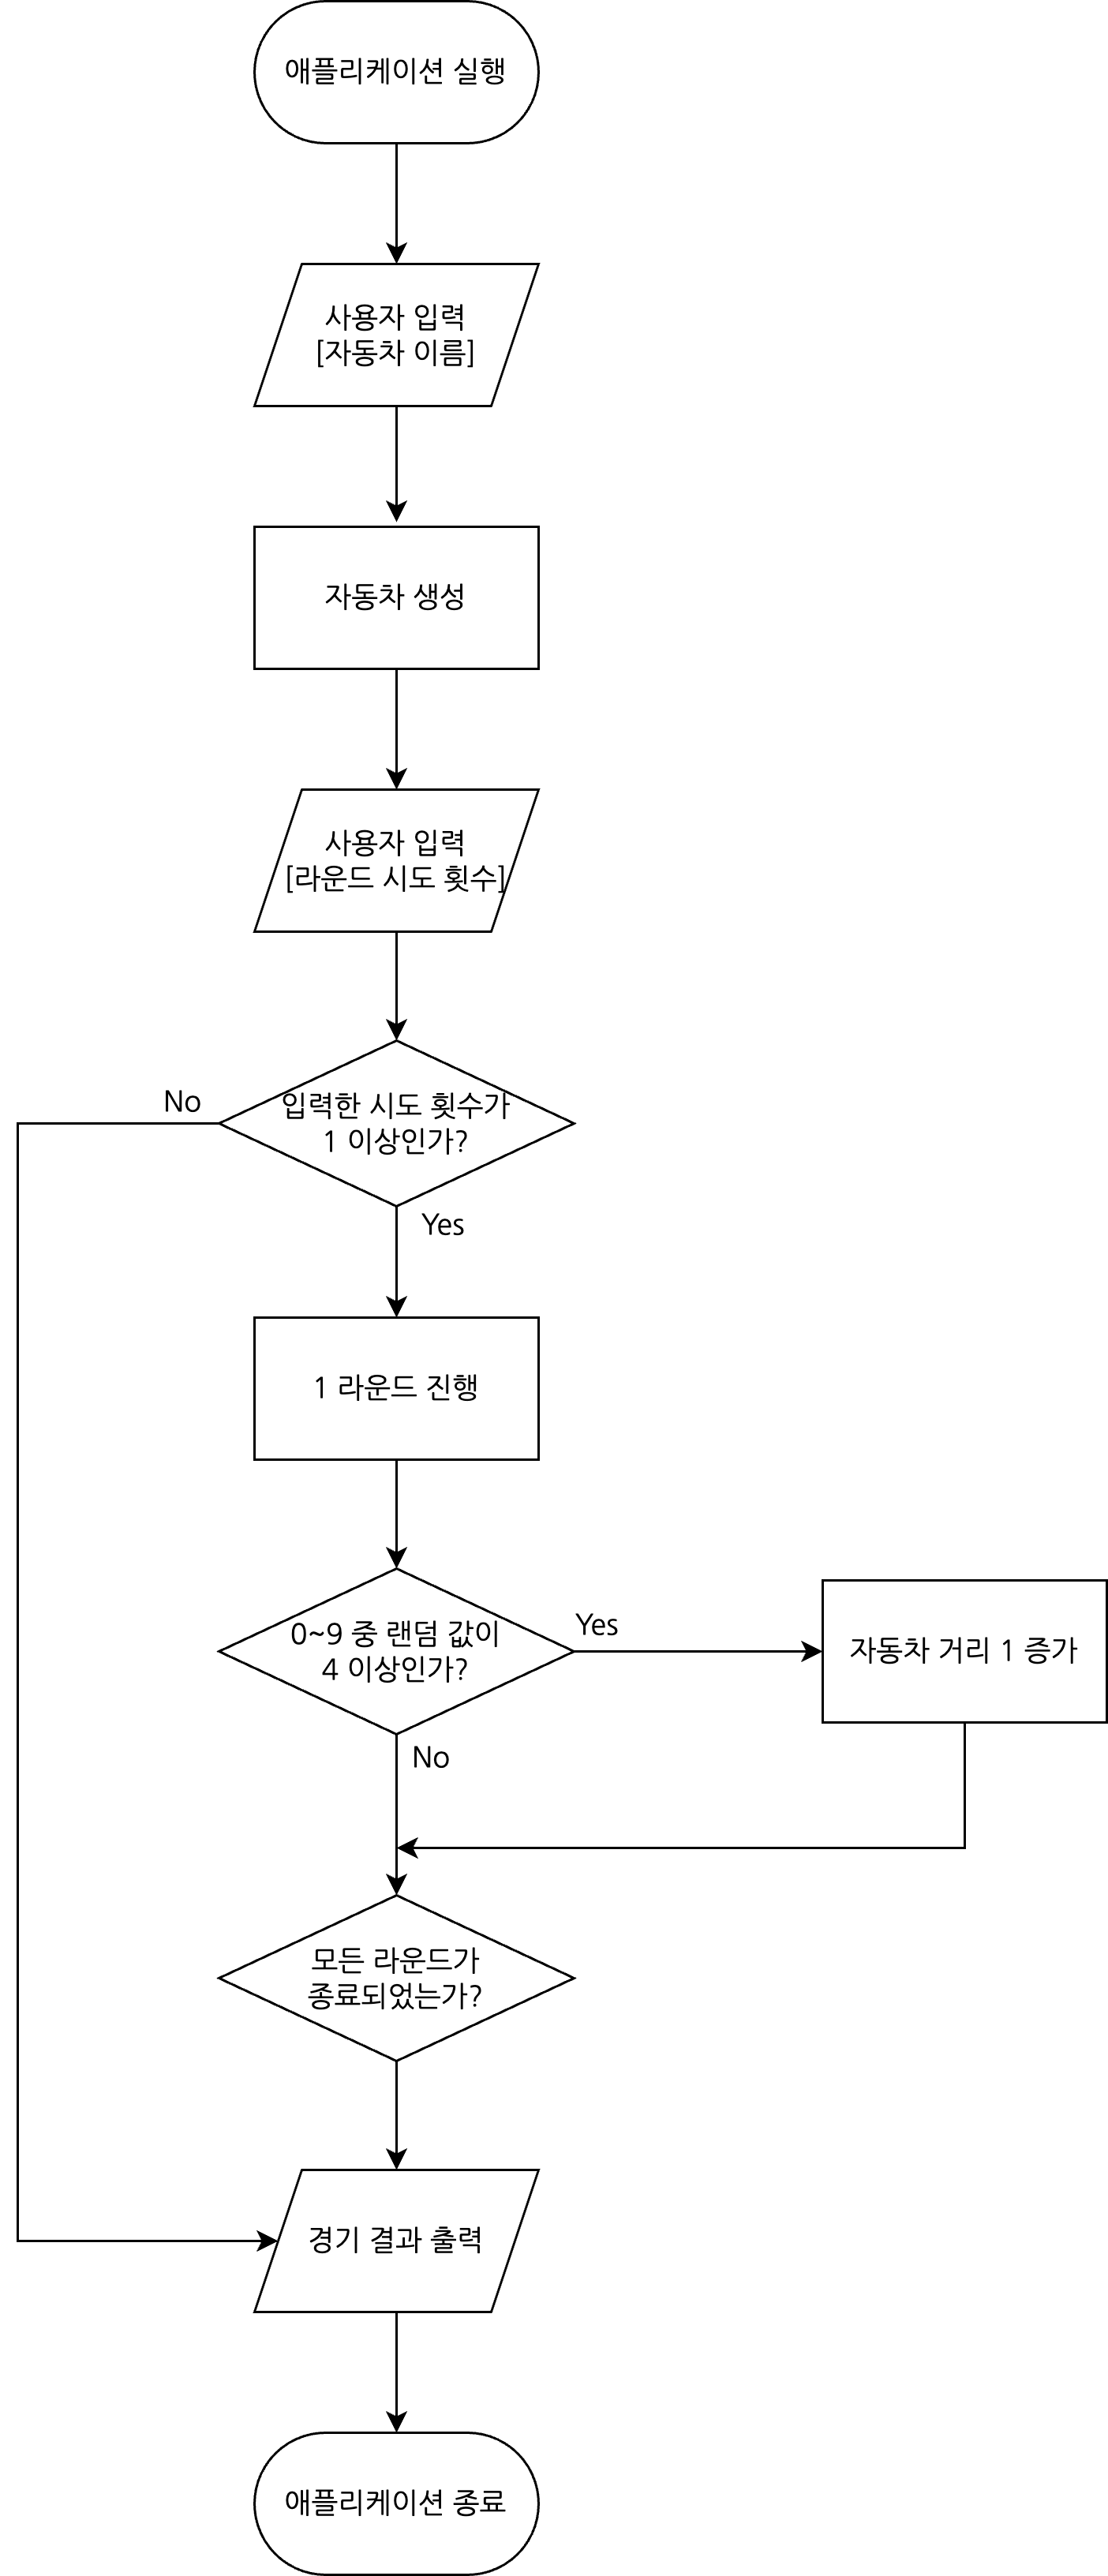 애플리케이션 실행
사용자 입력
[자동차 이름]
자동차 생성
사용자 입력
[라운드 시도 횟수]
입력한 시도 횟수가
1 이상인가?
No
Yes
1 라운드 진행
0~9 중 랜덤 값이
4 이상인가?
Yes
자동차 거리 1 증가
No
모든 라운드가
종료되었는가?
경기 결과 출력
애플리케이션 종료